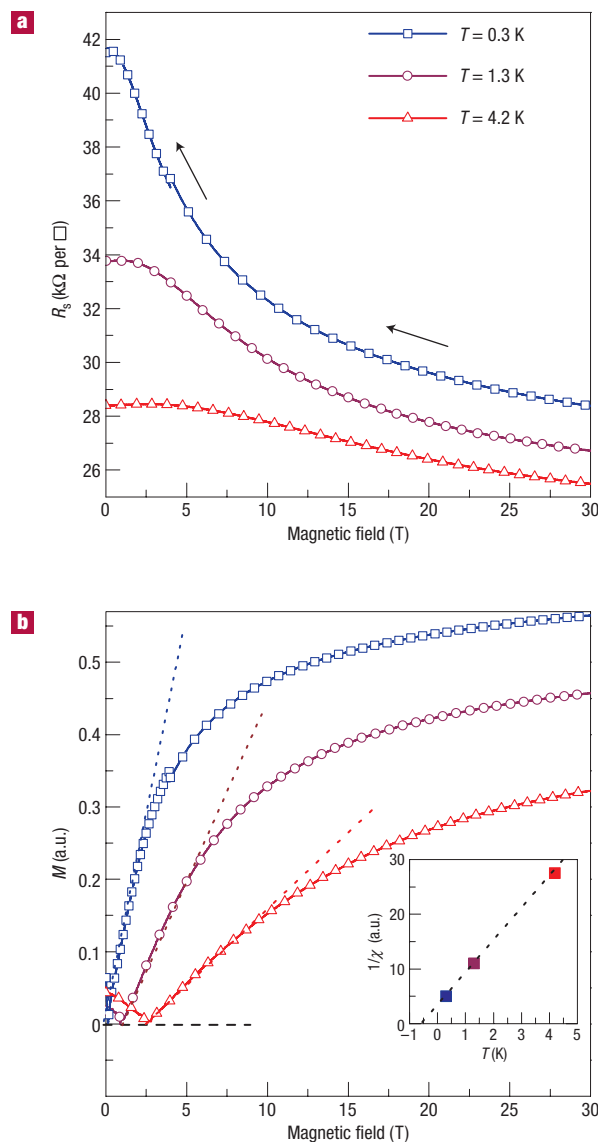 a
42
40
38
36
34
32
30
28
26
R_s (kΩ per □)
T = 0.3 K
T = 1.3 K
T = 4.2 K
0 5 10 15 20 25 30
Magnetic field (T)
b
0.5
0.4
0.3
0.2
0.1
0
M (a.u.)
30
20
10
0
1/χ (a.u.)
–1 0 1 2 3 4 5
T (K)
0 5 10 15 20 25 30
Magnetic field (T)